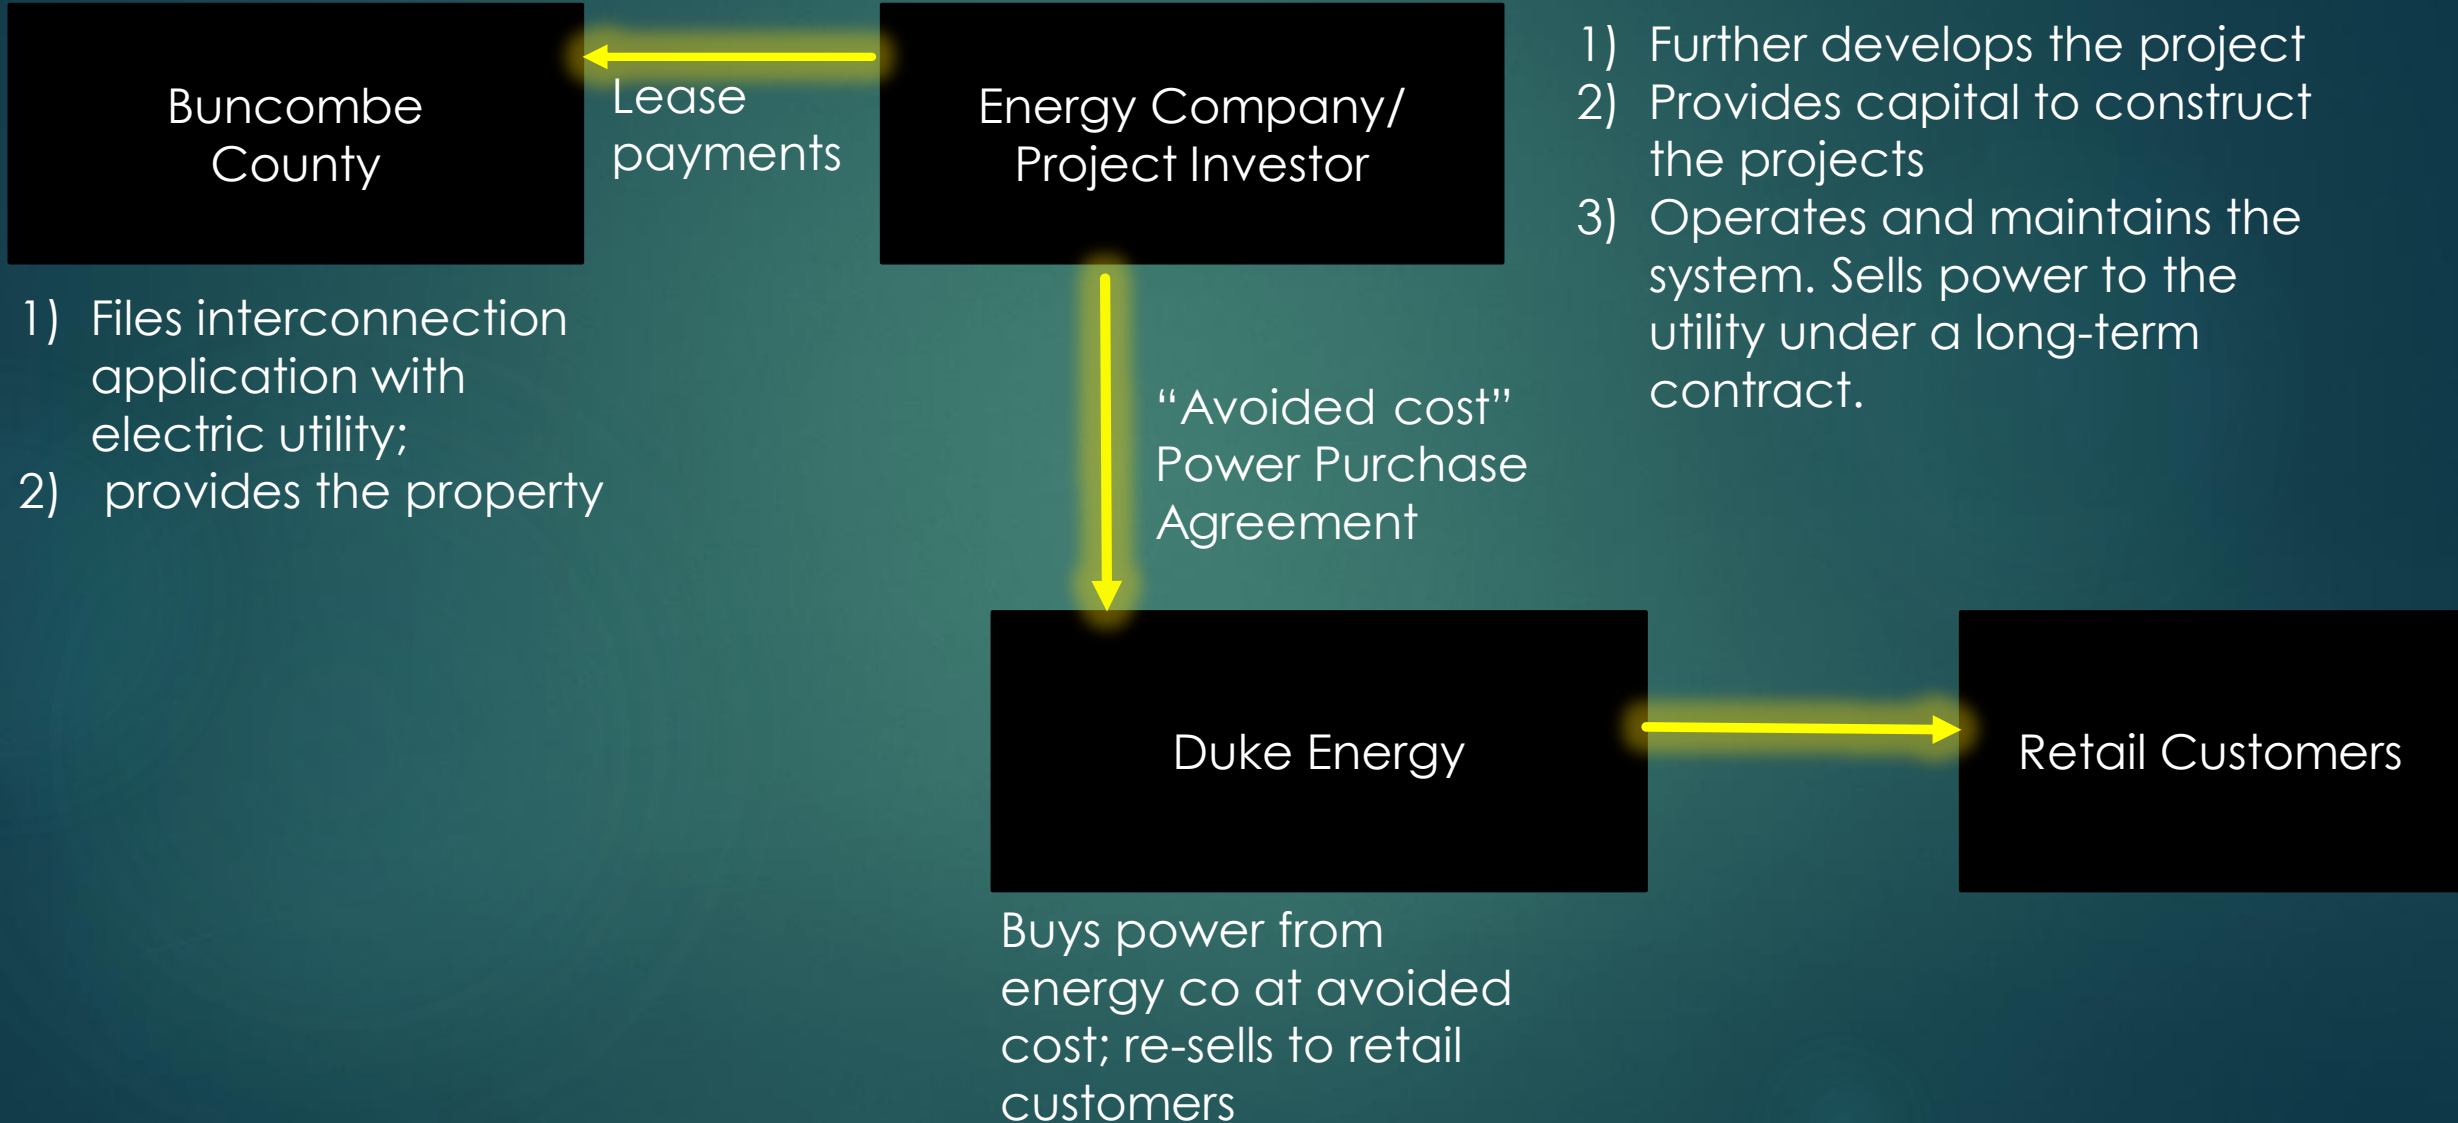 Buncombe
County
Lease
payments
Energy Company/
Project Investor
1) Further develops the project
2) Provides capital to construct
the projects
3) Operates and maintains the
system. Sells power to the
utility under a long-term
contract.
1) Files interconnection
application with
electric utility;
2) provides the property
“Avoided cost”
Power Purchase
Agreement
Duke Energy
Retail Customers
Buys power from
energy co at avoided
cost; re-sells to retail
customers